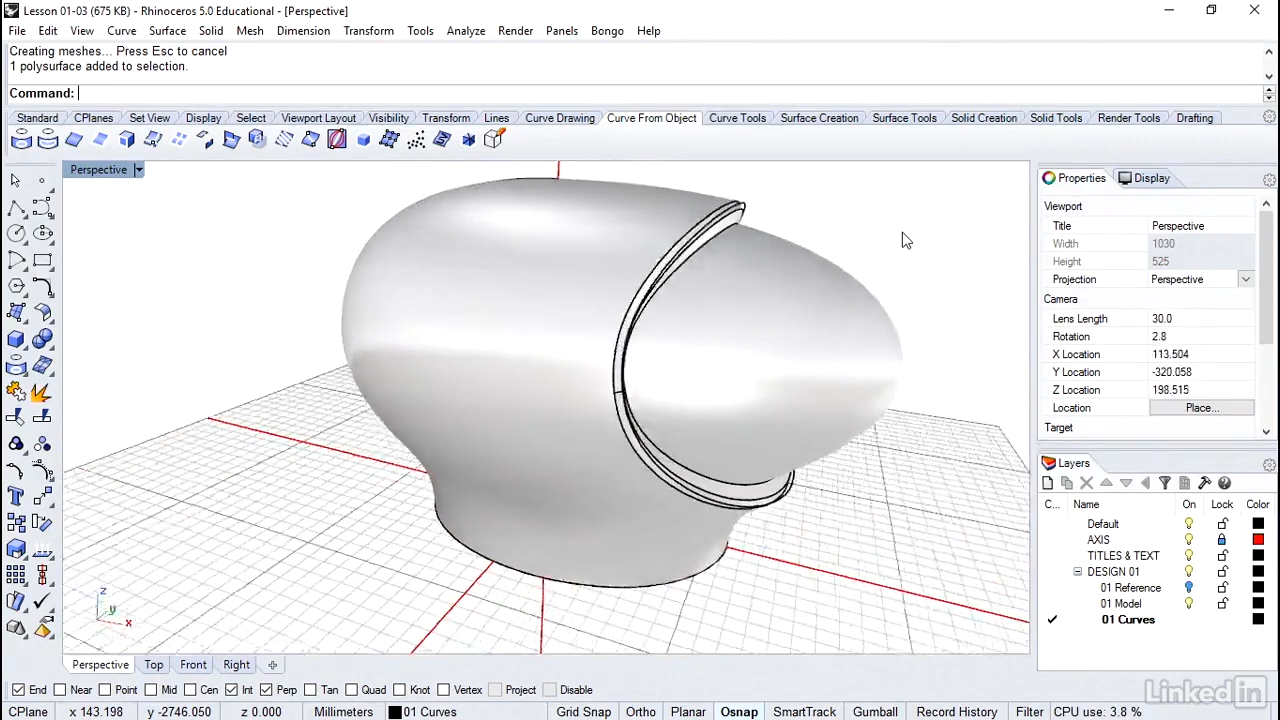 Lesson 01-03 (675 KB) - Rhinoceros 5.0 Educational - [Perspective]
File Edit View Curve Surface Solid Mesh Dimension Transform Tools Analyze Render Panels Bongo Help
Creating meshes... Press Esc to cancel
1 polysurface added to selection.
Command:
Standard CPlanes Set View Display Select Viewport Layout Visibility Transform Lines Curve Drawing Curve From Object Curve Tools Surface Creation Surface Tools Solid Creation Solid Tools Render Tools Drafting
Perspective
Properties Display
Viewport
Title Perspective
Width 1030
Height 525
Projection Perspective
Camera
Lens Length 30.0
Rotation 2.8
X Location 113.504
Y Location -320.058
Z Location 198.515
Location Place...
Target
Layers
C... Name On Lock Color
Default
AXIS
TITLES & TEXT
DESIGN 01
01 Reference
01 Model
01 Curves
z
y
x
Perspective Top Front Right
End Near Point Mid Cen Int Perp Tan Quad Knot Vertex Project Disable
CPlane x 143.198 y -2746.050 z 0.000 Millimeters 01 Curves Grid Snap Ortho Planar Osnap SmartTrack Gumball Record History Filter CPU use: 3.8 %
LinkedIn